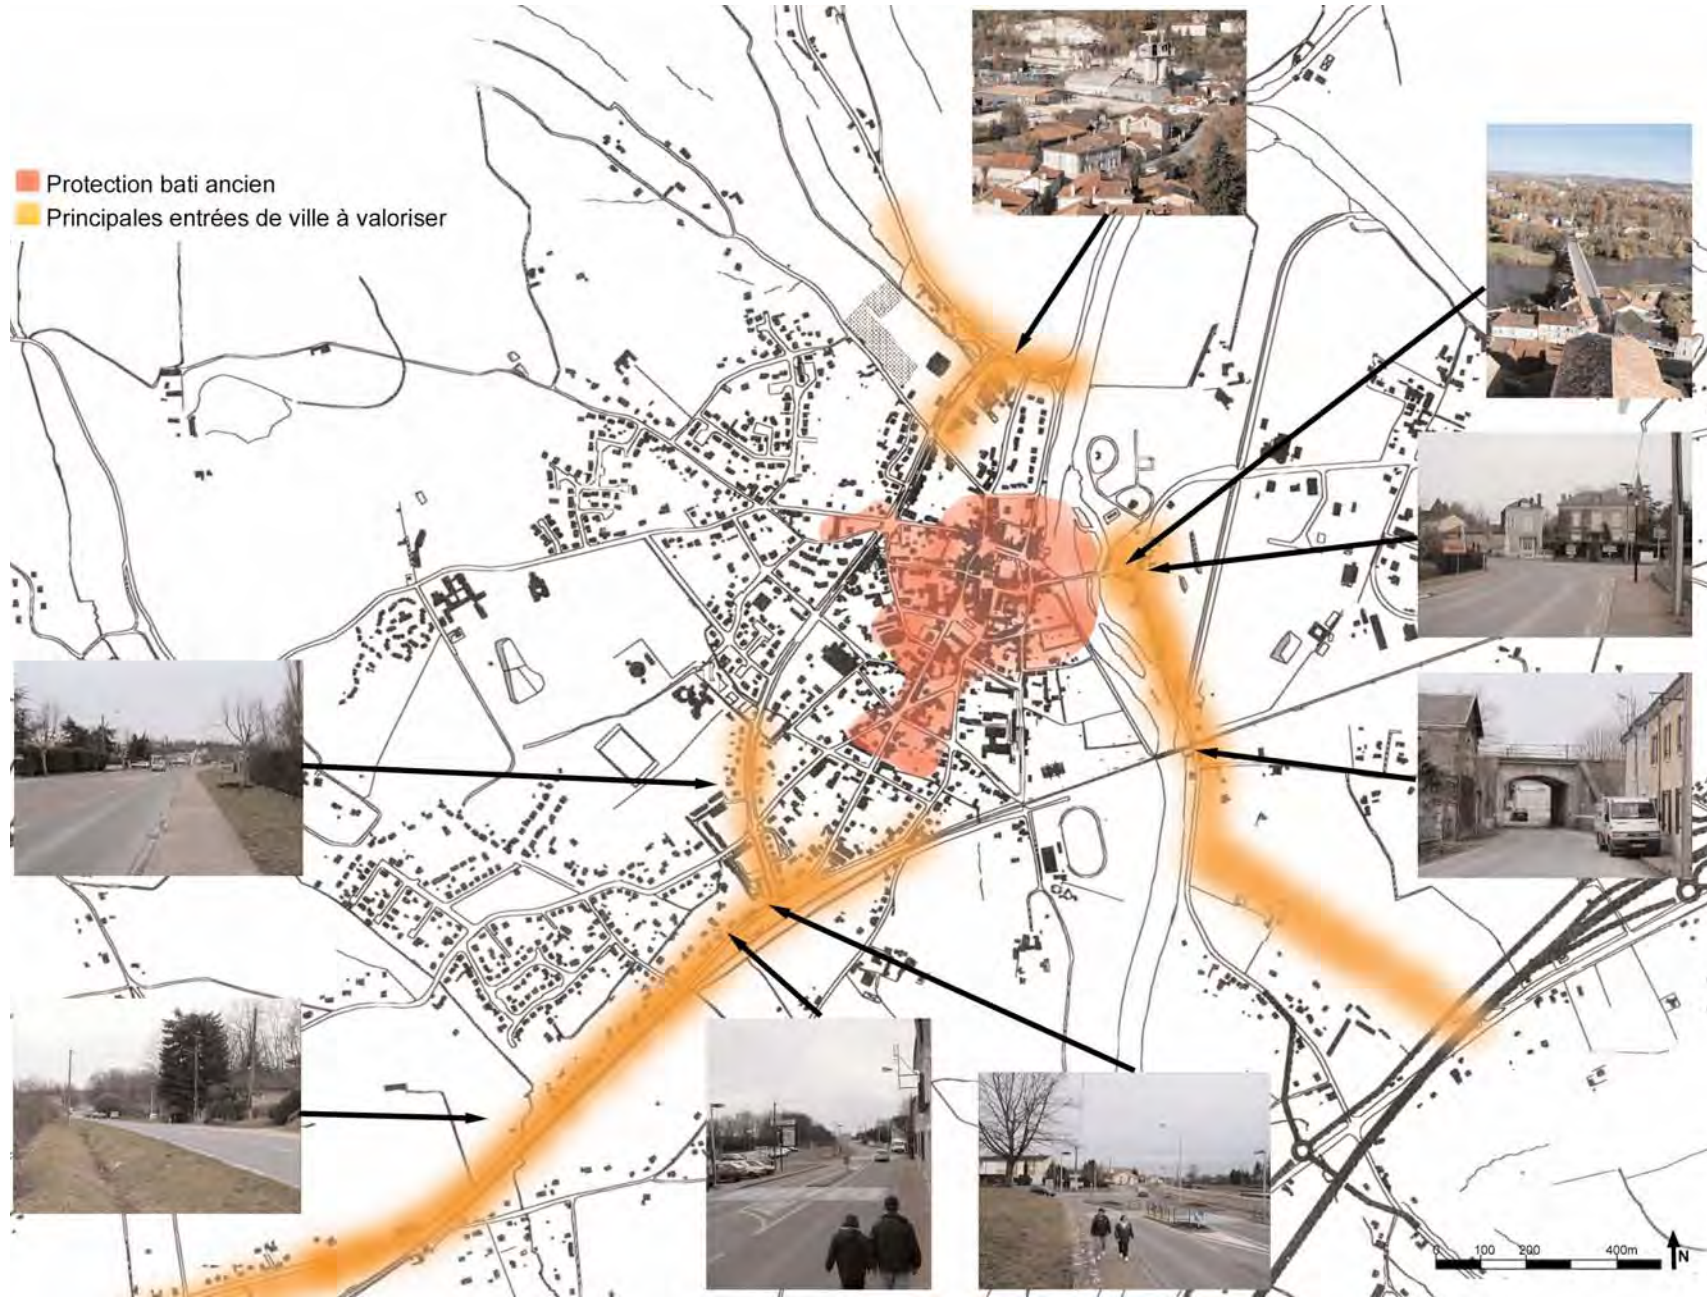 Protection bati ancien
Principales entrées de ville à valoriser
0 100 200 400m
N